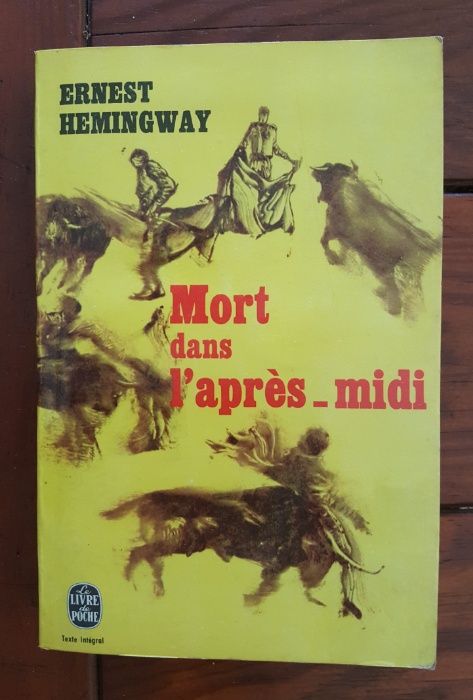 ERNEST
HEMINGWAY
Mort
dans
l'après_midi
Le
LIVRE
de
POCHE
Texte intégral